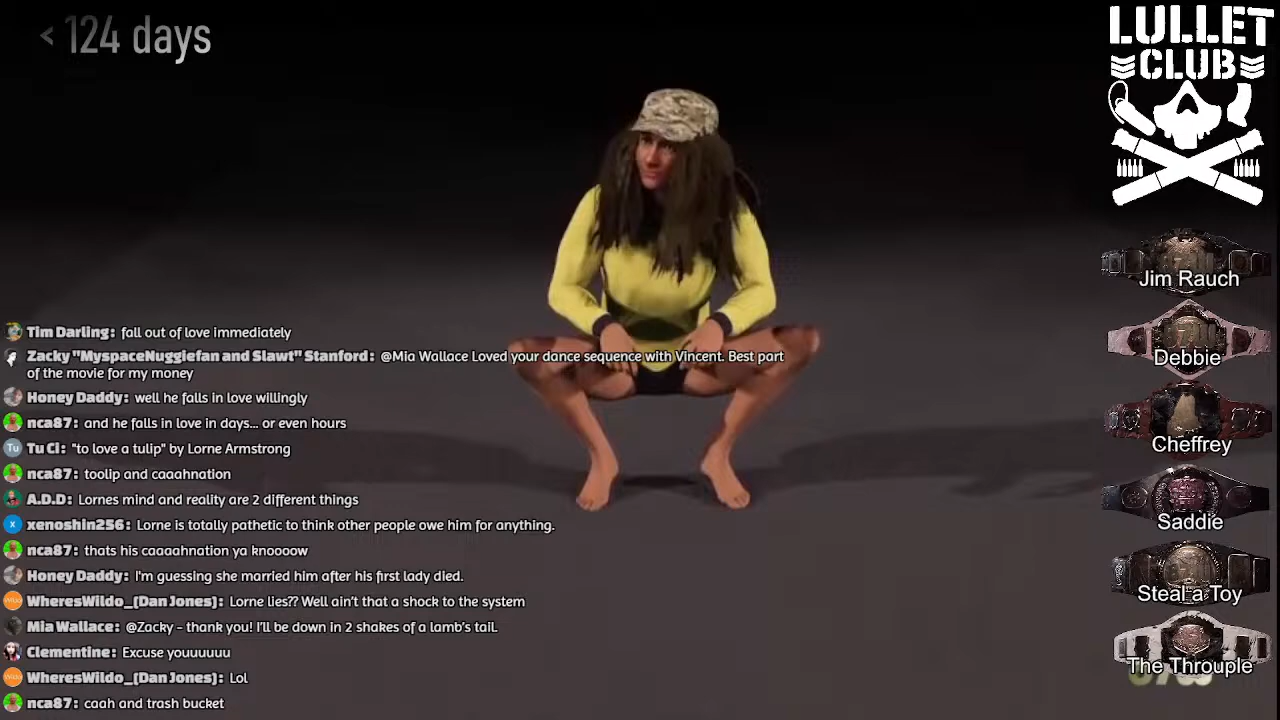 < 124 days
LULLET
CLUB
Jim Rauch
Debbie
Cheffrey
Saddie
Steal a Toy
The Throuple
Tim Darling: fall out of love immediately
Zacky "MyspaceNuggiefan and Slawt" Stanford: @Mia Wallace Loved your dance sequence with Vincent. Best part
of the movie for my money
Honey Daddy: well he falls in love willingly
nca87: and he falls in love in days... or even hours
Tu Tu Ci: "to love a tulip" by Lorne Armstrong
nca87: toolip and caaahnation
A.D.D: Lornes mind and reality are 2 different things
x xenoshin256: Lorne is totally pathetic to think other people owe him for anything.
nca87: thats his caaaahnation ya knoooow
Honey Daddy: I'm guessing she married him after his first lady died.
WheresWildo_(Dan Jones): Lorne lies?? Well ain't that a shock to the system
Mia Wallace: @Zacky - thank you! I'll be down in 2 shakes of a lamb's tail.
Clementine: Excuse youuuuuu
WheresWildo_(Dan Jones): Lol
nca87: caah and trash bucket